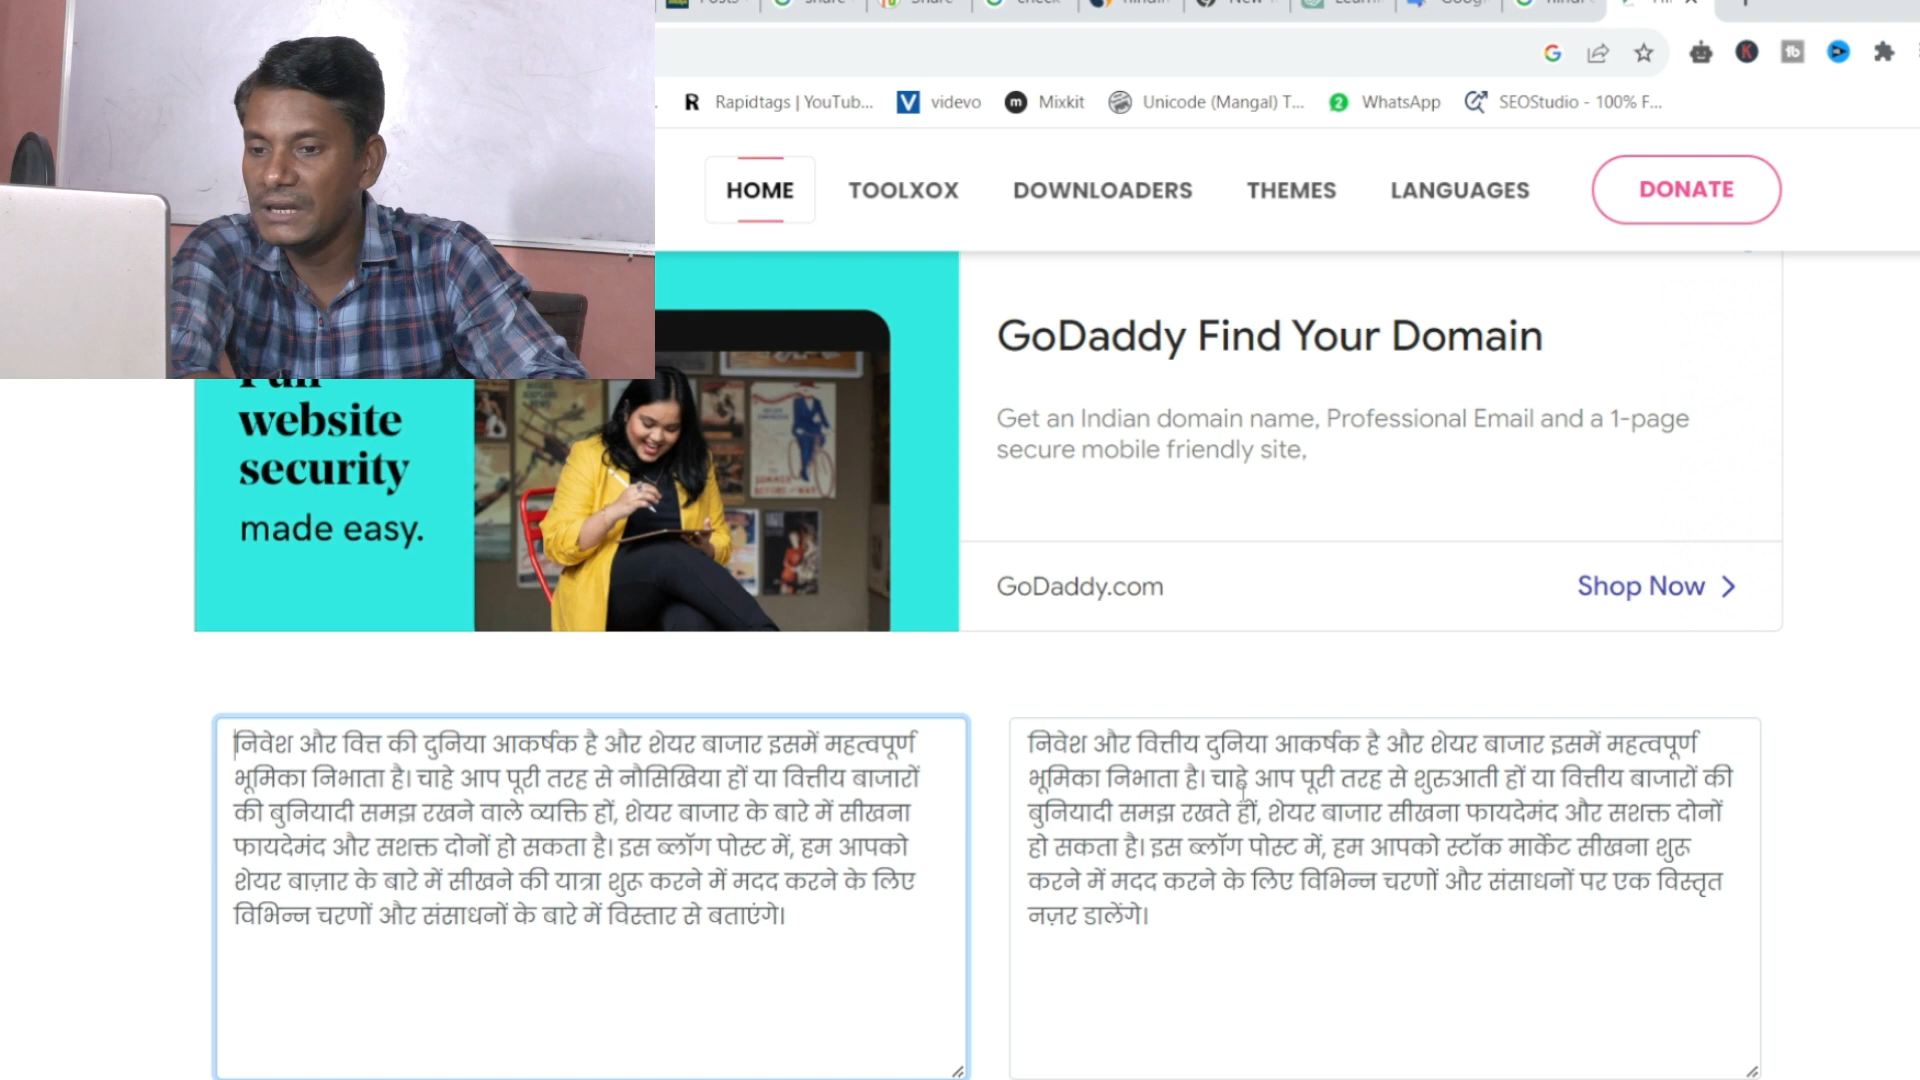 Rapidtags | YouTub...
videvo
Mixkit
Unicode (Mangal) T...
WhatsApp
SEOStudio - 100% F...
HOME
TOOLXOX
DOWNLOADERS
THEMES
LANGUAGES
DONATE
website
security
made easy.
GoDaddy Find Your Domain
Get an Indian domain name, Professional Email and a 1-page
secure mobile friendly site,
GoDaddy.com
Shop Now
निवेश और वित्त की दुनिया आकर्षक है और शेयर बाजार इसमें महत्वपूर्ण
भूमिका निभाता है। चाहे आप पूरी तरह से नौसिखिया हों या वित्तीय बाजारों
की बुनियादी समझ रखने वाले व्यक्ति हों, शेयर बाजार के बारे में सीखना
फायदेमंद और सशक्त दोनों हो सकता है। इस ब्लॉग पोस्ट में, हम आपको
शेयर बाज़ार के बारे में सीखने की यात्रा शुरू करने में मदद करने के लिए
विभिन्न चरणों और संसाधनों के बारे में विस्तार से बताएंगे।
निवेश और वित्तीय दुनिया आकर्षक है और शेयर बाजार इसमें महत्वपूर्ण
भूमिका निभाता है। चाहे आप पूरी तरह से शुरुआती हों या वित्तीय बाजारों की
बुनियादी समझ रखते हों, शेयर बाजार सीखना फायदेमंद और सशक्त दोनों
हो सकता है। इस ब्लॉग पोस्ट में, हम आपको स्टॉक मार्केट सीखना शुरू
करने में मदद करने के लिए विभिन्न चरणों और संसाधनों पर एक विस्तृत
नज़र डालेंगे।